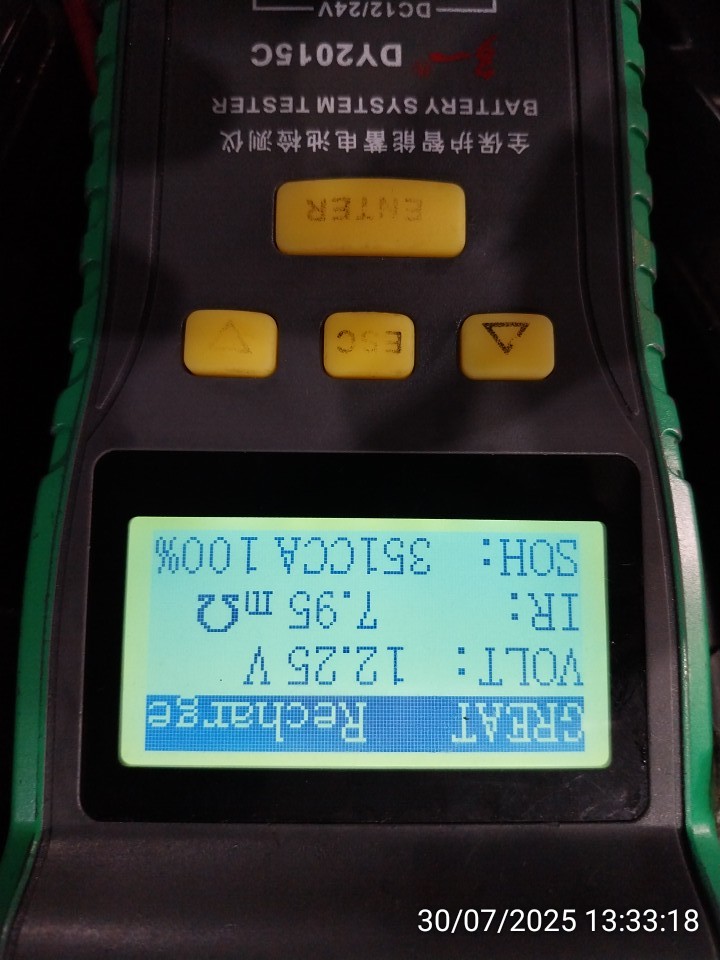 GREAT Recharge
VOLT: 12.25 V
IR: 7.95 mΩ
SOH: 351CCA 100%
ESC
ENTER
全保护智能蓄电池检测仪
BATTERY SYSTEM TESTER
DY2015C
DC12/24V
30/07/2025 13:33:18